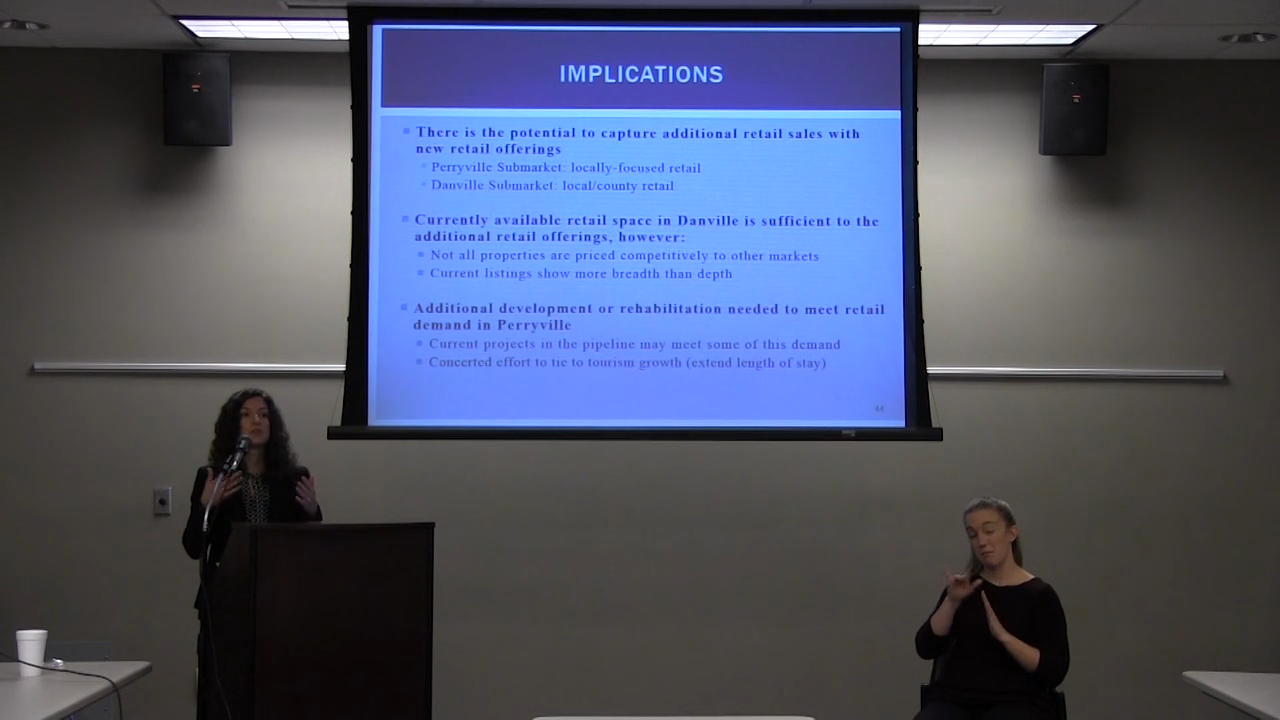 IMPLICATIONS
There is the potential to capture additional retail sales with
new retail offerings
Perryville Submarket: locally-focused retail
Danville Submarket: local/county retail
Currently available retail space in Danville is sufficient to the
additional retail offerings, however:
Not all properties are priced competitively to other markets
Current listings show more breadth than depth
Additional development or rehabilitation needed to meet retail
demand in Perryville
Current projects in the pipeline may meet some of this demand
Concerted effort to tie to tourism growth (extend length of stay)
44